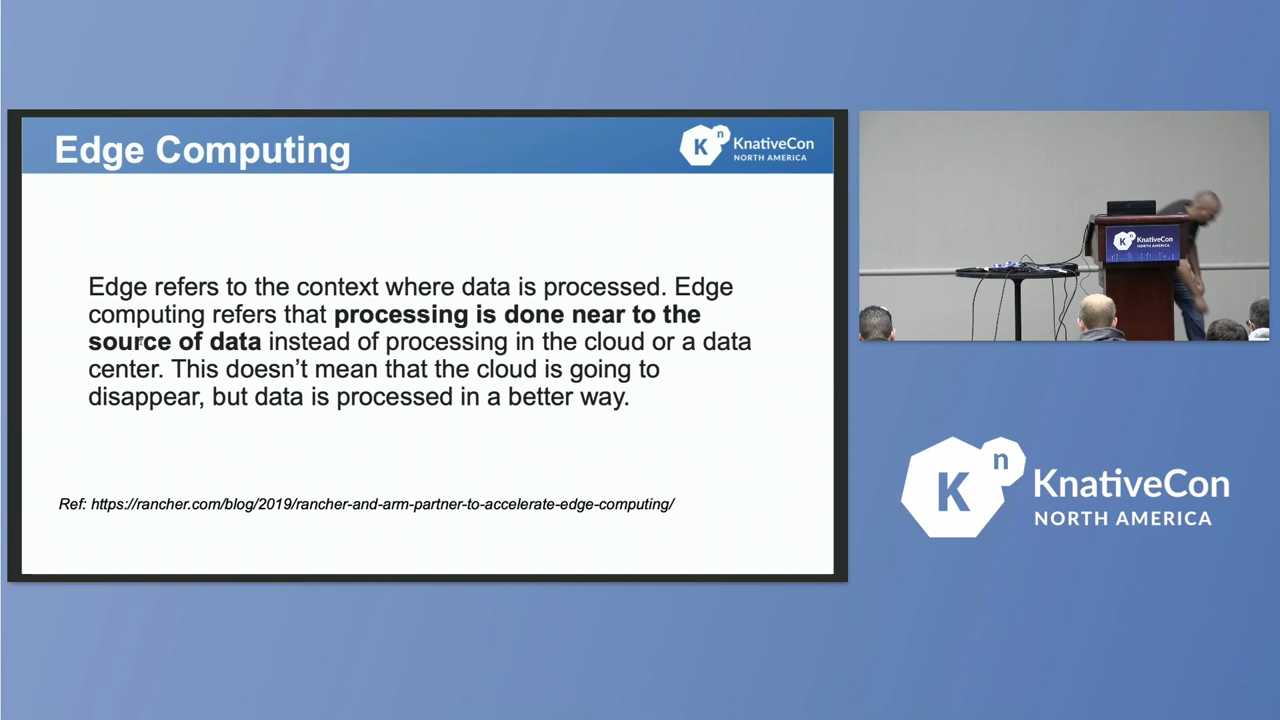 Edge Computing
Kn KnativeCon
NORTH AMERICA
Edge refers to the context where data is processed. Edge
computing refers that processing is done near to the
source of data instead of processing in the cloud or a data
center. This doesn’t mean that the cloud is going to
disappear, but data is processed in a better way.
Ref: https://rancher.com/blog/2019/rancher-and-arm-partner-to-accelerate-edge-computing/
Kn KnativeCon
NORTH AMERICA
Kn KnativeCon
NORTH AMERICA